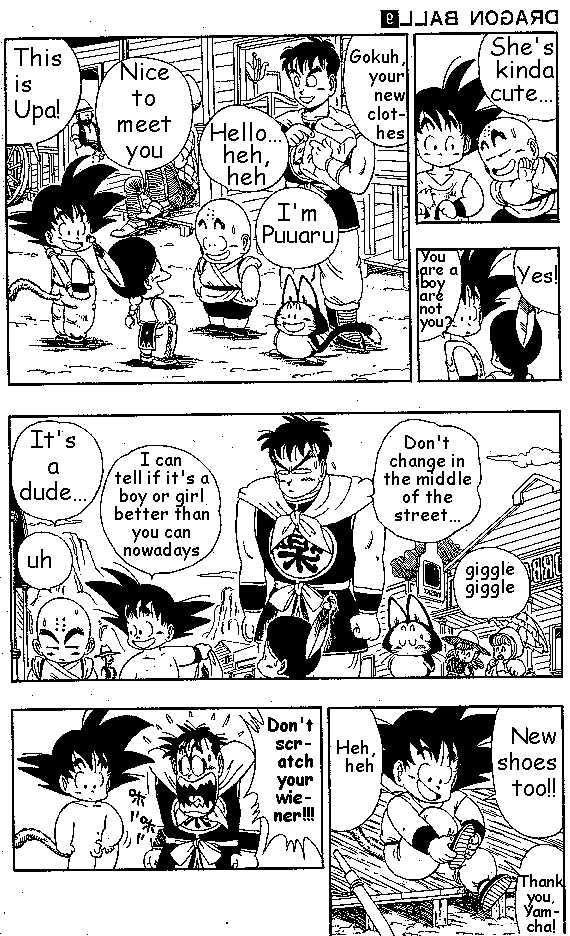 DRAGON BALL 9
This
is
Upa!
Nice
to
meet
you
Hello...
heh,
heh
I'm
Puuaru
Gokuh,
your
new
clot-
hes
She's
kinda
cute...
You
are a
boy
are
not
you?
Yes!
It's
a
dude...
uh
I can
tell if it's a
boy or girl
better than
you can
nowadays
Don't
change in
the middle
of the
street...
giggle
giggle
Don't
scr-
atch
your
wie-
ner!!!
Heh,
heh
New
shoes
too!!
Thank
you,
Yam-
cha!